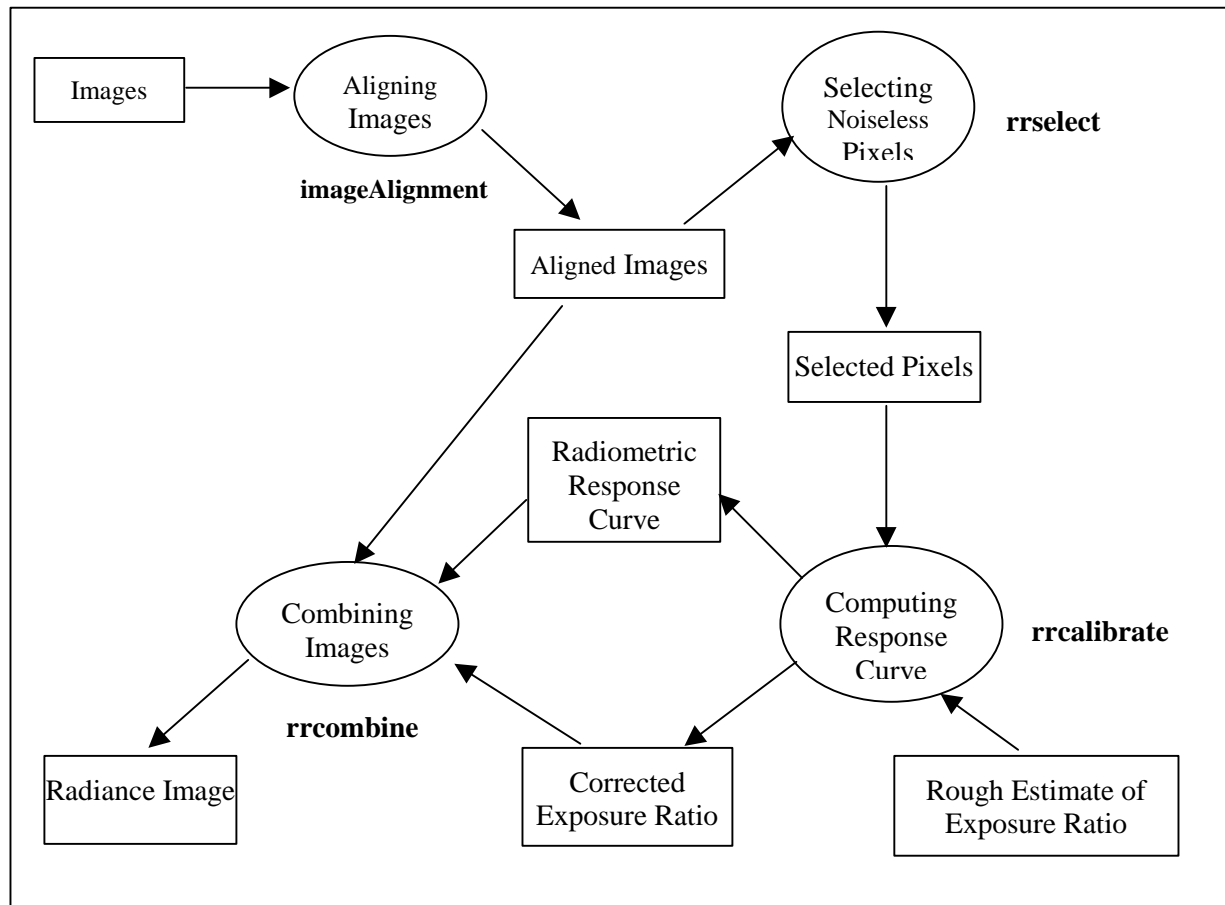 Images
Aligning
Images
imageAlignment
Selecting
Noiseless
Pixels
rrselect
Aligned Images
Selected Pixels
Radiometric
Response
Curve
Combining
Images
rrcombine
Computing
Response
Curve
rrcalibrate
Radiance Image
Corrected
Exposure Ratio
Rough Estimate of
Exposure Ratio